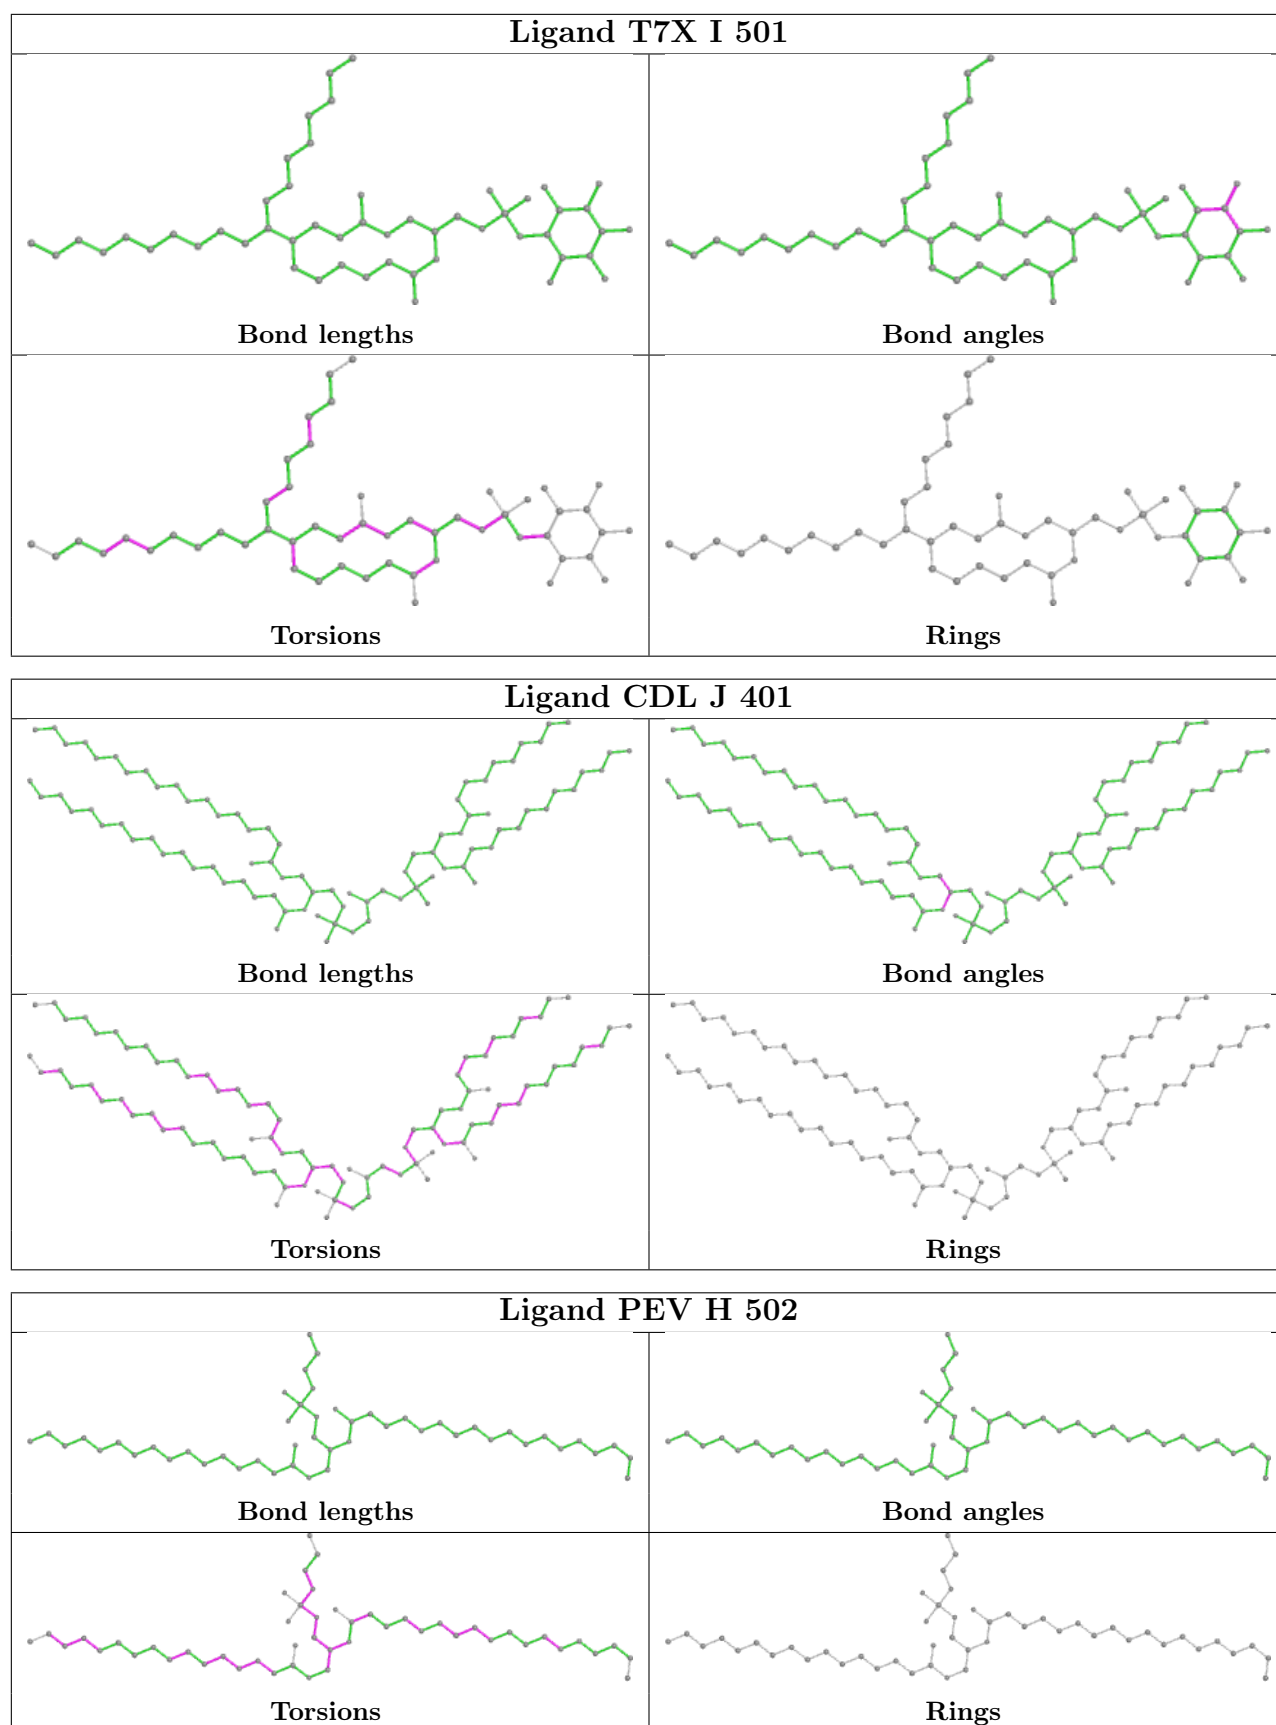 Ligand T7X I 501
Bond lengths
Bond angles
Torsions
Rings
Ligand CDL J 401
Bond lengths
Bond angles
Torsions
Rings
Ligand PEV H 502
Bond lengths
Bond angles
Torsions
Rings